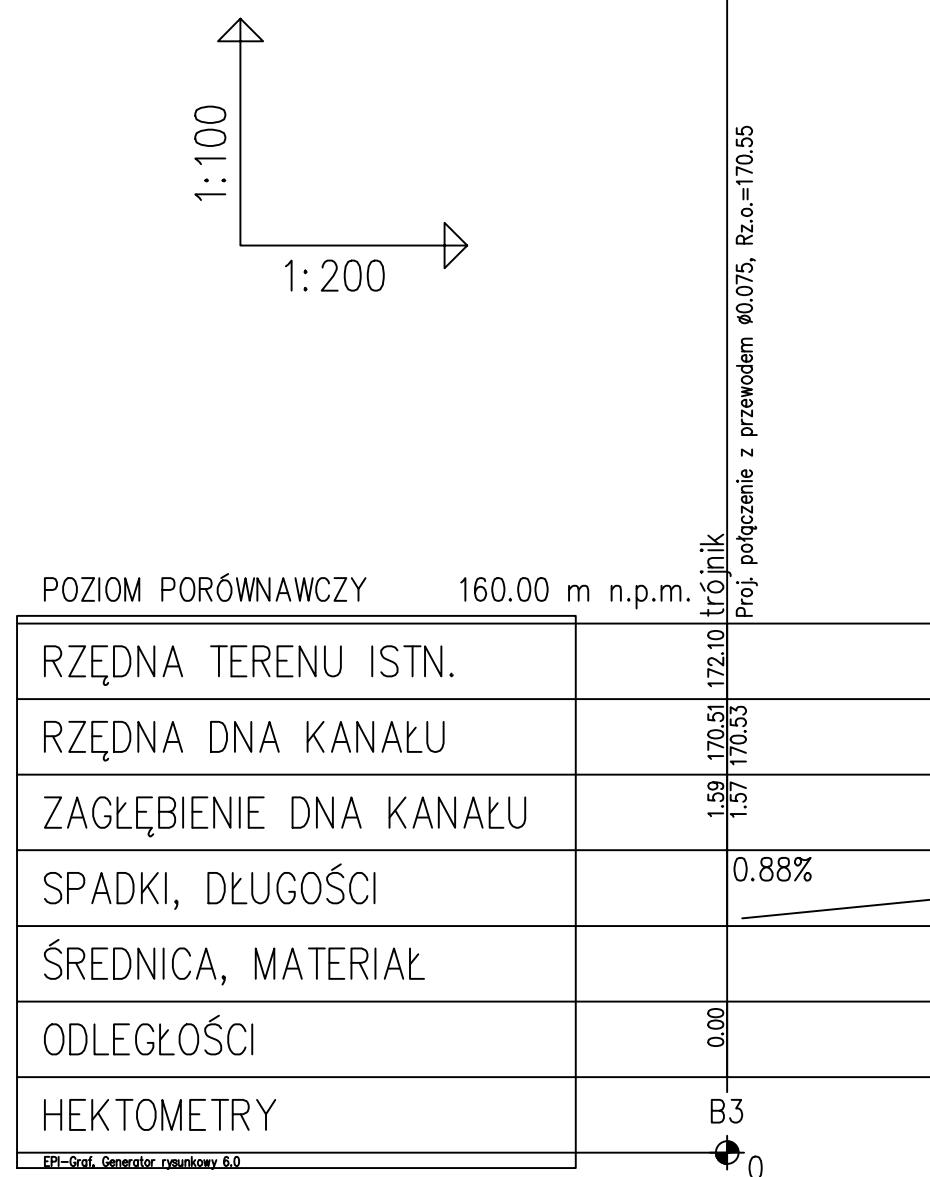 1:100
1:200
Proj. połączenie z przewodem ø0.075, Rz.o.=170.55
trójnik
POZIOM PORÓWNAWCZY 160.00 m n.p.m.
RZĘDNA TERENU ISTN. 172.10
RZĘDNA DNA KANAŁU 170.51 170.53
ZAGŁĘBIENIE DNA KANAŁU 1.59 1.57
SPADKI, DŁUGOŚCI 0.88%
ŚREDNICA, MATERIAŁ
ODLEGŁOŚCI 0.00
HEKTOMETRY B3
EPI-Graf. Generator rysunkowy 6.0
0